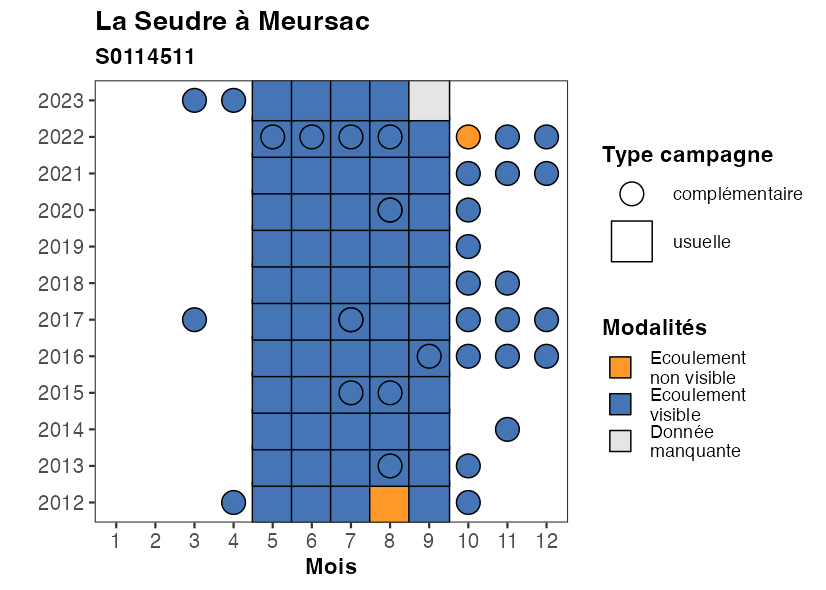 La Seudre à Meursac
S0114511
2023
2022
2021
2020
2019
2018
2017
2016
2015
2014
2013
2012
1 2 3 4 5 6 7 8 9 10 11 12
Mois
Type campagne
complémentaire
usuelle
Modalités
Ecoulement
non visible
Ecoulement
visible
Donnée
manquante